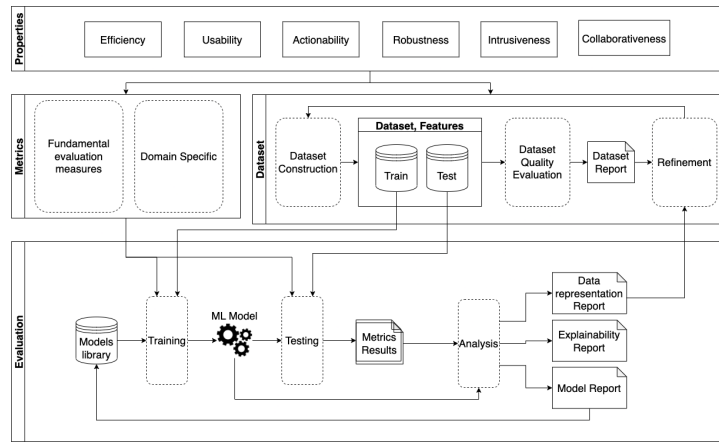 Properties
Efficiency
Usability
Actionability
Robustness
Intrusiveness
Collaborativeness
Metrics
Fundamental
evaluation
measures
Domain Specific
Dataset
Dataset
Construction
Dataset, Features
Train
Test
Dataset
Quality
Evaluation
Dataset
Report
Refinement
Evaluation
Models
library
Training
ML Model
Testing
Metrics
Results
Analysis
Data
representation
Report
Explainability
Report
Model Report